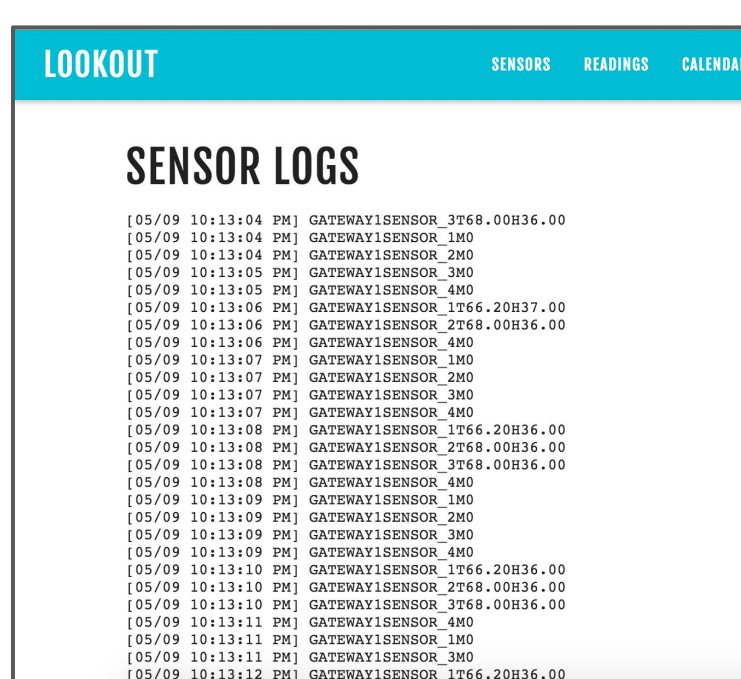 LOOKOUT SENSORS READINGS CALENDA
SENSOR LOGS
[05/09 10:13:04 PM] GATEWAY1SENSOR_3T68.00H36.00
[05/09 10:13:04 PM] GATEWAY1SENSOR_1M0
[05/09 10:13:04 PM] GATEWAY1SENSOR_2M0
[05/09 10:13:05 PM] GATEWAY1SENSOR_3M0
[05/09 10:13:05 PM] GATEWAY1SENSOR_4M0
[05/09 10:13:06 PM] GATEWAY1SENSOR_1T66.20H37.00
[05/09 10:13:06 PM] GATEWAY1SENSOR_2T68.00H36.00
[05/09 10:13:06 PM] GATEWAY1SENSOR_4M0
[05/09 10:13:07 PM] GATEWAY1SENSOR_1M0
[05/09 10:13:07 PM] GATEWAY1SENSOR_2M0
[05/09 10:13:07 PM] GATEWAY1SENSOR_3M0
[05/09 10:13:07 PM] GATEWAY1SENSOR_4M0
[05/09 10:13:08 PM] GATEWAY1SENSOR_1T66.20H36.00
[05/09 10:13:08 PM] GATEWAY1SENSOR_2T68.00H36.00
[05/09 10:13:08 PM] GATEWAY1SENSOR_3T68.00H36.00
[05/09 10:13:08 PM] GATEWAY1SENSOR_4M0
[05/09 10:13:09 PM] GATEWAY1SENSOR_1M0
[05/09 10:13:09 PM] GATEWAY1SENSOR_2M0
[05/09 10:13:09 PM] GATEWAY1SENSOR_3M0
[05/09 10:13:09 PM] GATEWAY1SENSOR_4M0
[05/09 10:13:10 PM] GATEWAY1SENSOR_1T66.20H36.00
[05/09 10:13:10 PM] GATEWAY1SENSOR_2T68.00H36.00
[05/09 10:13:10 PM] GATEWAY1SENSOR_3T68.00H36.00
[05/09 10:13:11 PM] GATEWAY1SENSOR_4M0
[05/09 10:13:11 PM] GATEWAY1SENSOR_1M0
[05/09 10:13:11 PM] GATEWAY1SENSOR_3M0
[05/09 10:13:12 PM] GATEWAY1SENSOR_1T66.20H36.00